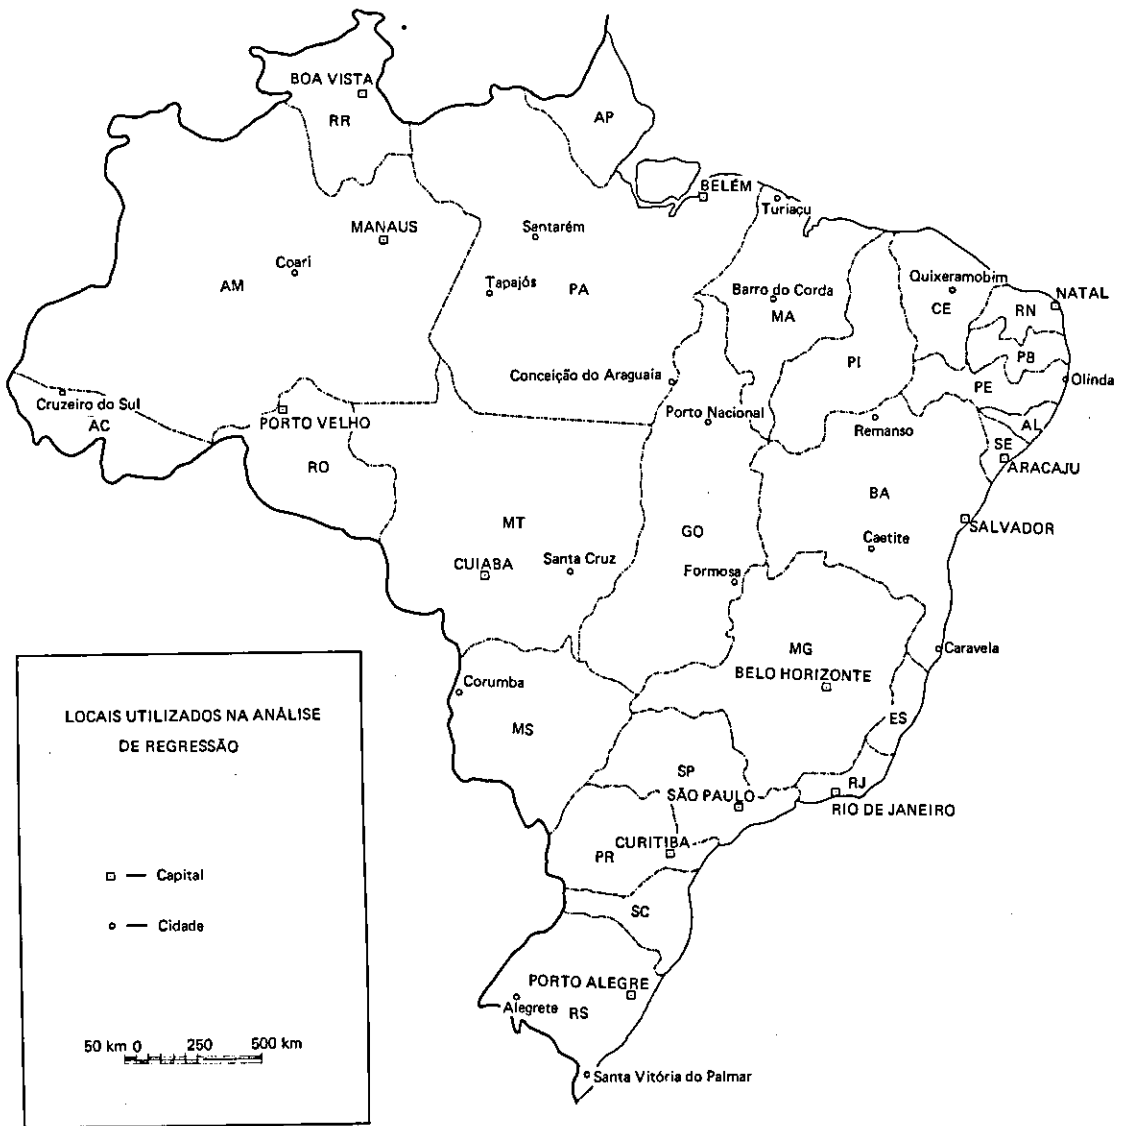 BOA VISTA
RR
AP
BELÉM
Turiaçu
MANAUS
Santarém
Coari
AM
Tapajós
PA
Quixeramobim
CE
Barro do Corda
MA
NATAL
RN
PB
PI
Conceição do Araguaia
PE
Olinda
Cruzeiro do Sul
AC
PORTO VELHO
Porto Nacional
Remanso
AL
SE
ARACAJU
RO
BA
MT
GO
SALVADOR
CUIABA
Santa Cruz
Caetite
Formosa
MG
BELO HORIZONTE
Caravela
Corumba
MS
ES
SP
SÃO PAULO
RJ
RIO DE JANEIRO
CURITIBA
PR
SC
PORTO ALEGRE
Alegrete
RS
Santa Vitória do Palmar
LOCAIS UTILIZADOS NA ANÁLISE
DE REGRESSÃO
Capital
Cidade
50 km 0 250 500 km